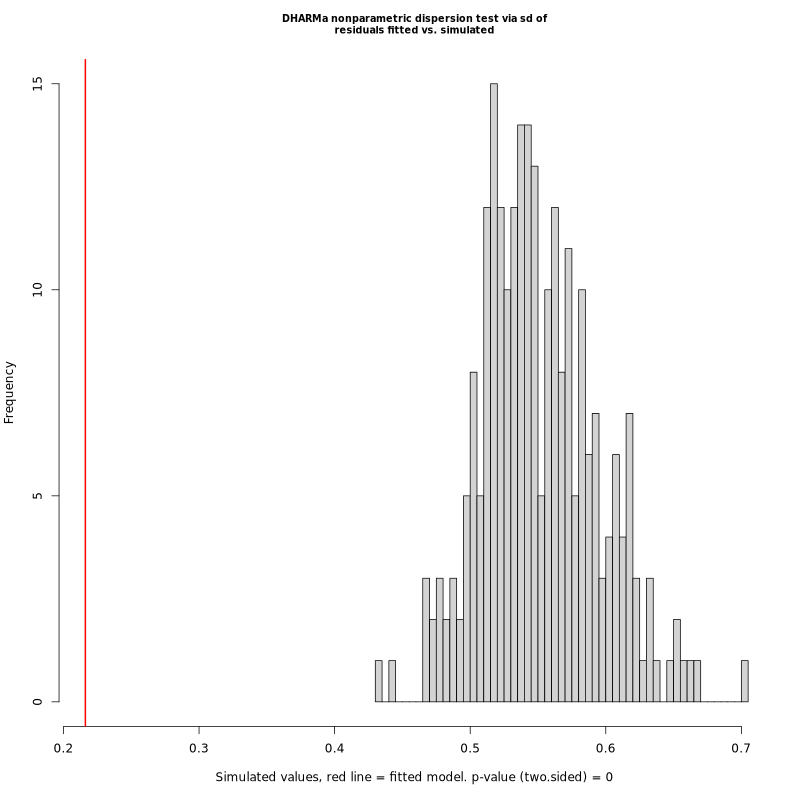 DHARMa nonparametric dispersion test via sd of
residuals fitted vs. simulated
15
10
5
0
Frequency
0.2 0.3 0.4 0.5 0.6 0.7
Simulated values, red line = fitted model. p-value (two.sided) = 0